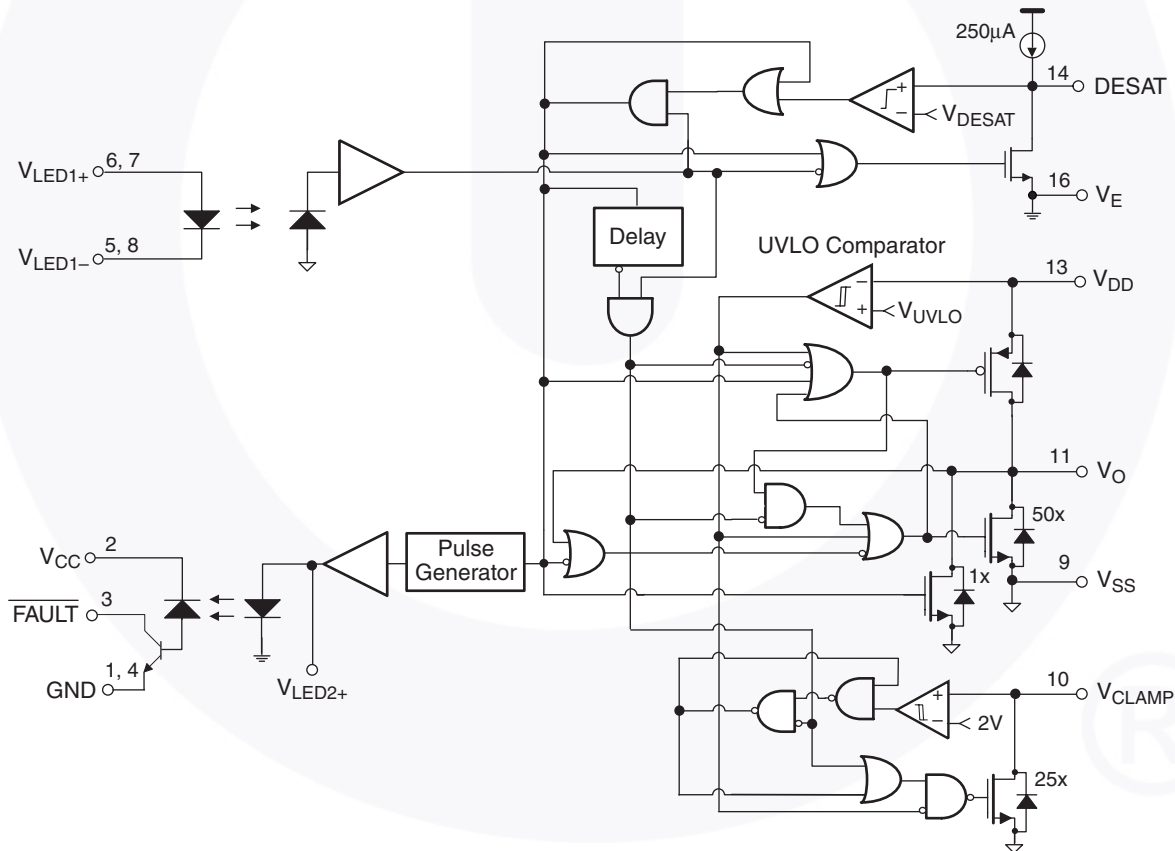 250μA
14 DESAT
+
−
V_DESAT
6, 7
V_LED1+
16 V_E
Delay
5, 8
V_LED1–
UVLO Comparator
13 V_DD
−
+
V_UVLO
11 V_O
50x
2
V_CC
Pulse
Generator
1x
9 V_SS
3
FAULT
1, 4
GND
V_LED2+
10 V_CLAMP
+
−
2V
25x
®